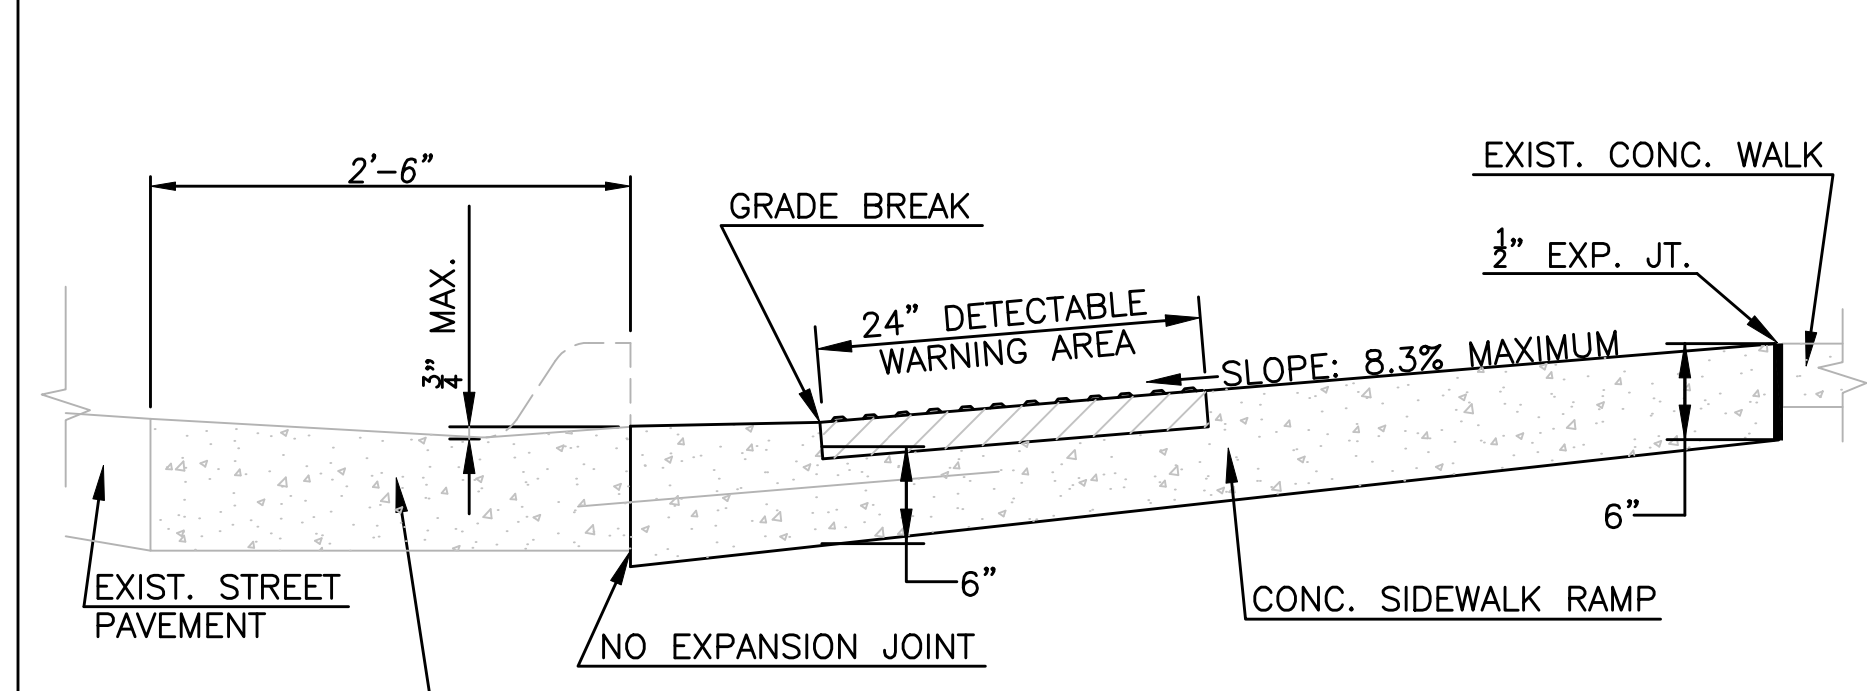 2'-6"
GRADE BREAK
EXIST. CONC. WALK
1/2" EXP. JT.
3/4" MAX.
24" DETECTABLE
WARNING AREA
SLOPE: 8.3% MAXIMUM
6"
6"
EXIST. STREET
PAVEMENT
CONC. SIDEWALK RAMP
NO EXPANSION JOINT